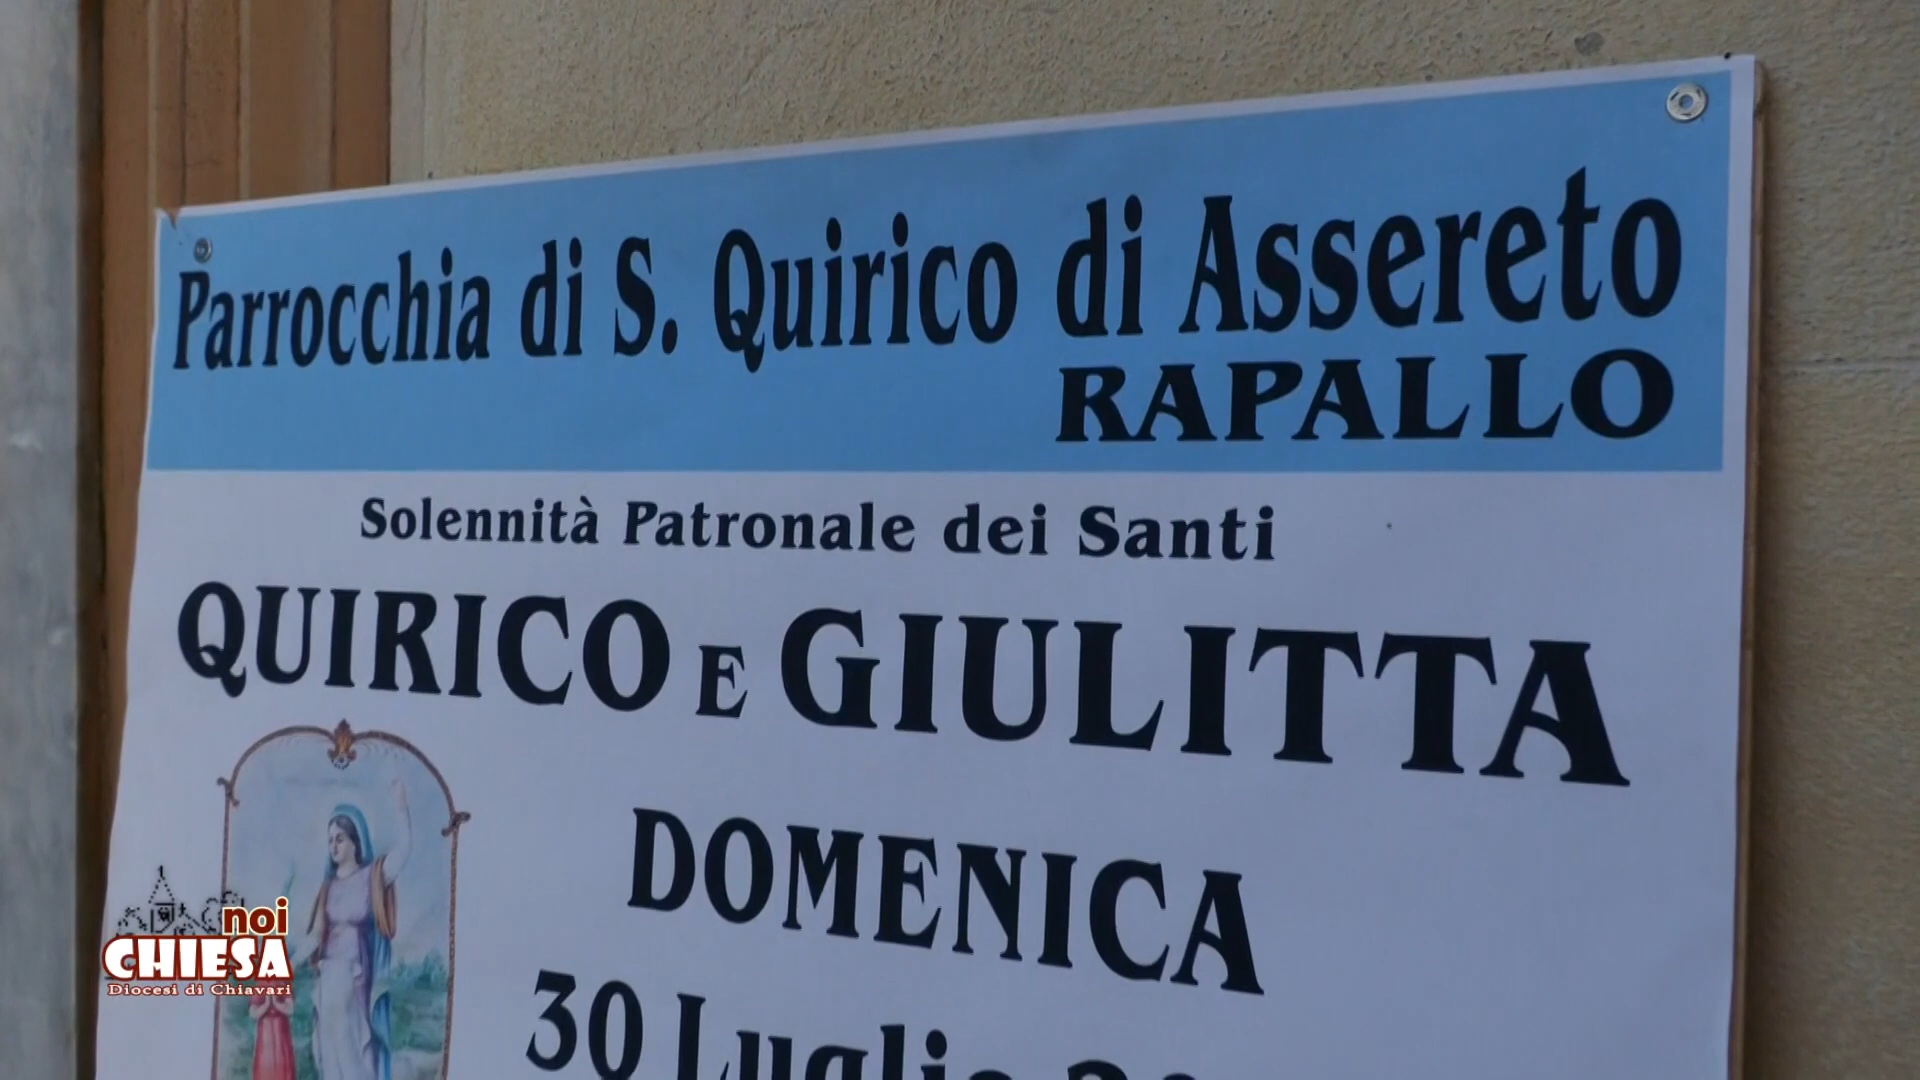 Parrocchia di S. Quirico di Assereto
RAPALLO
Solennità Patronale dei Santi
QUIRICO E GIULITTA
DOMENICA
30 Luglio
noi
CHIESA
Diocesi di Chiavari